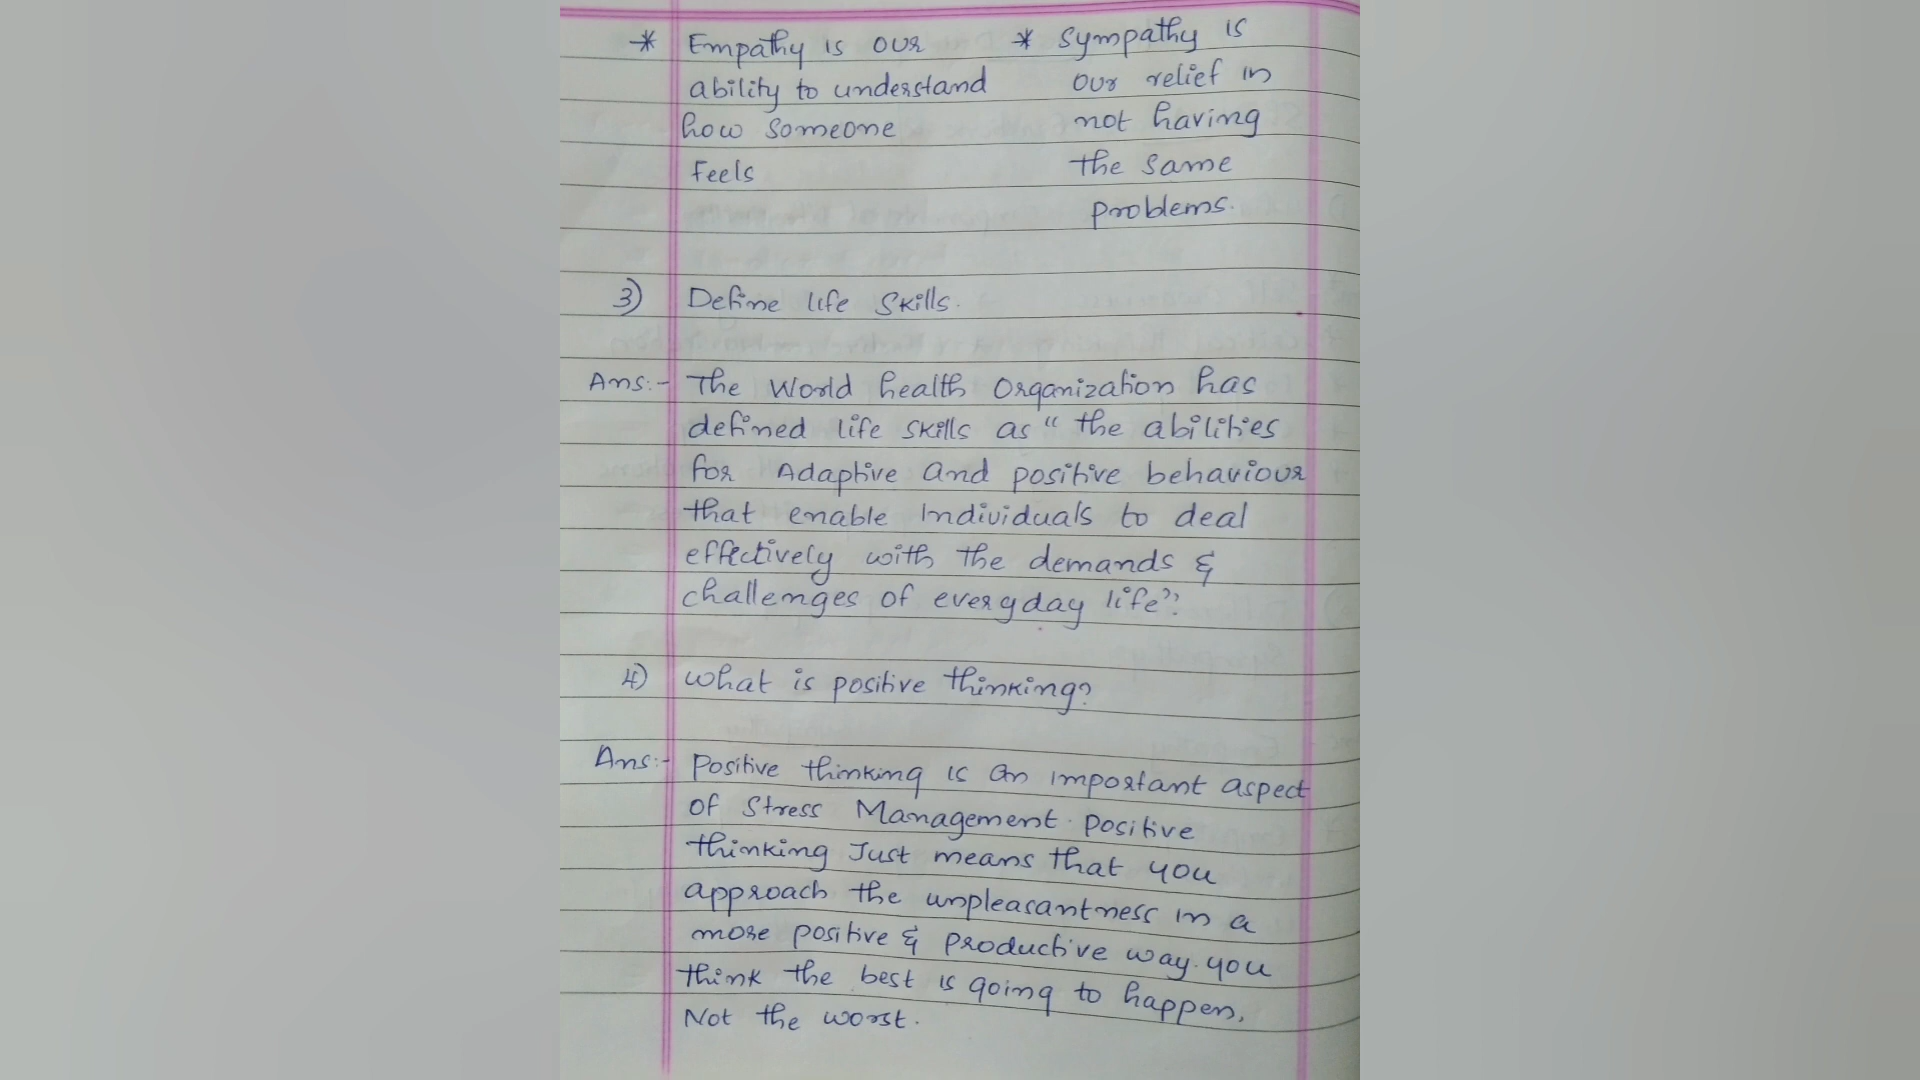 * Empathy is our
ability to understand
how someone
feels
* Sympathy is
our relief in
not having
the same
problems.
3) Define life skills.
Ans:- The World health Organization has
defined life skills as "the abilities
for Adaptive and positive behaviour
that enable Individuals to deal
effectively with the demands &
challenges of everyday life".
4) What is positive thinking?
Ans:- Positive thinking is an important aspect
of Stress Management. Positive
thinking Just means that you
approach the unpleasantness in a
more positive & productive way. you
think the best is going to happen,
Not the worst.